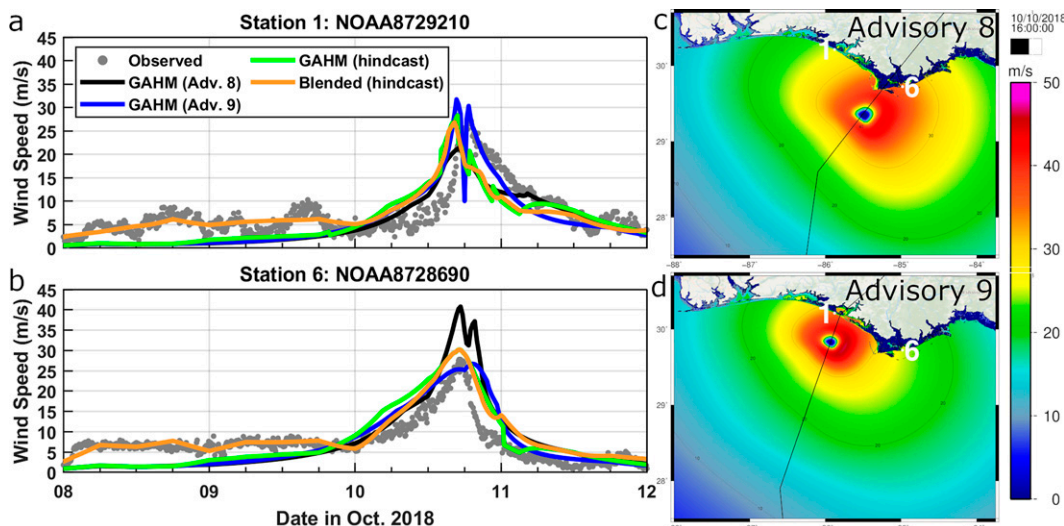 a
Station 1: NOAA8729210
45
40
35
30
25
20
15
10
5
0
Wind Speed (m/s)
Observed
GAHM (Adv. 8)
GAHM (Adv. 9)
GAHM (hindcast)
Blended (hindcast)
b
Station 6: NOAA8728690
45
40
35
30
25
20
15
10
5
0
Wind Speed (m/s)
08 09 10 11 12
Date in Oct. 2018
c
Advisory 8
1
6
30°
29°
28°
−88° −87° −86° −85° −84°
d
Advisory 9
1
6
30°
29°
28°
10/10/2018
16:00:00
m/s
50
40
30
20
10
0